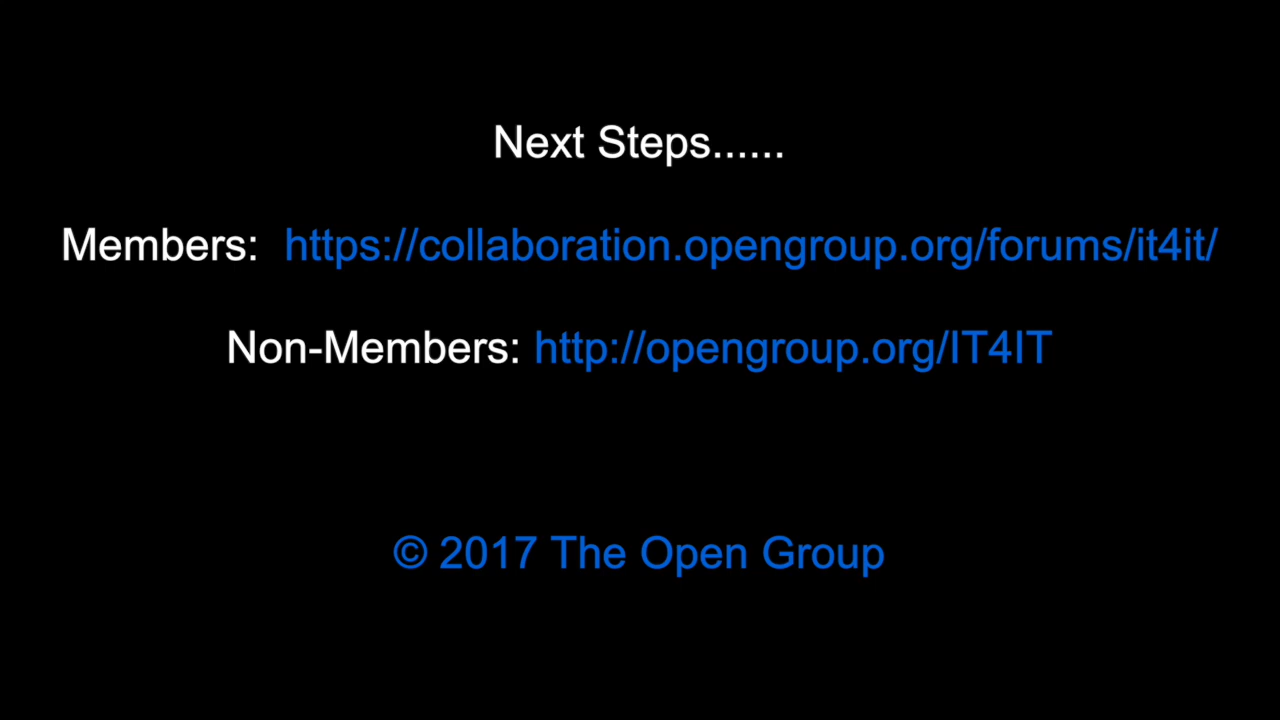 Next Steps......
Members:  https://collaboration.opengroup.org/forums/it4it/
Non-Members: http://opengroup.org/IT4IT
© 2017 The Open Group